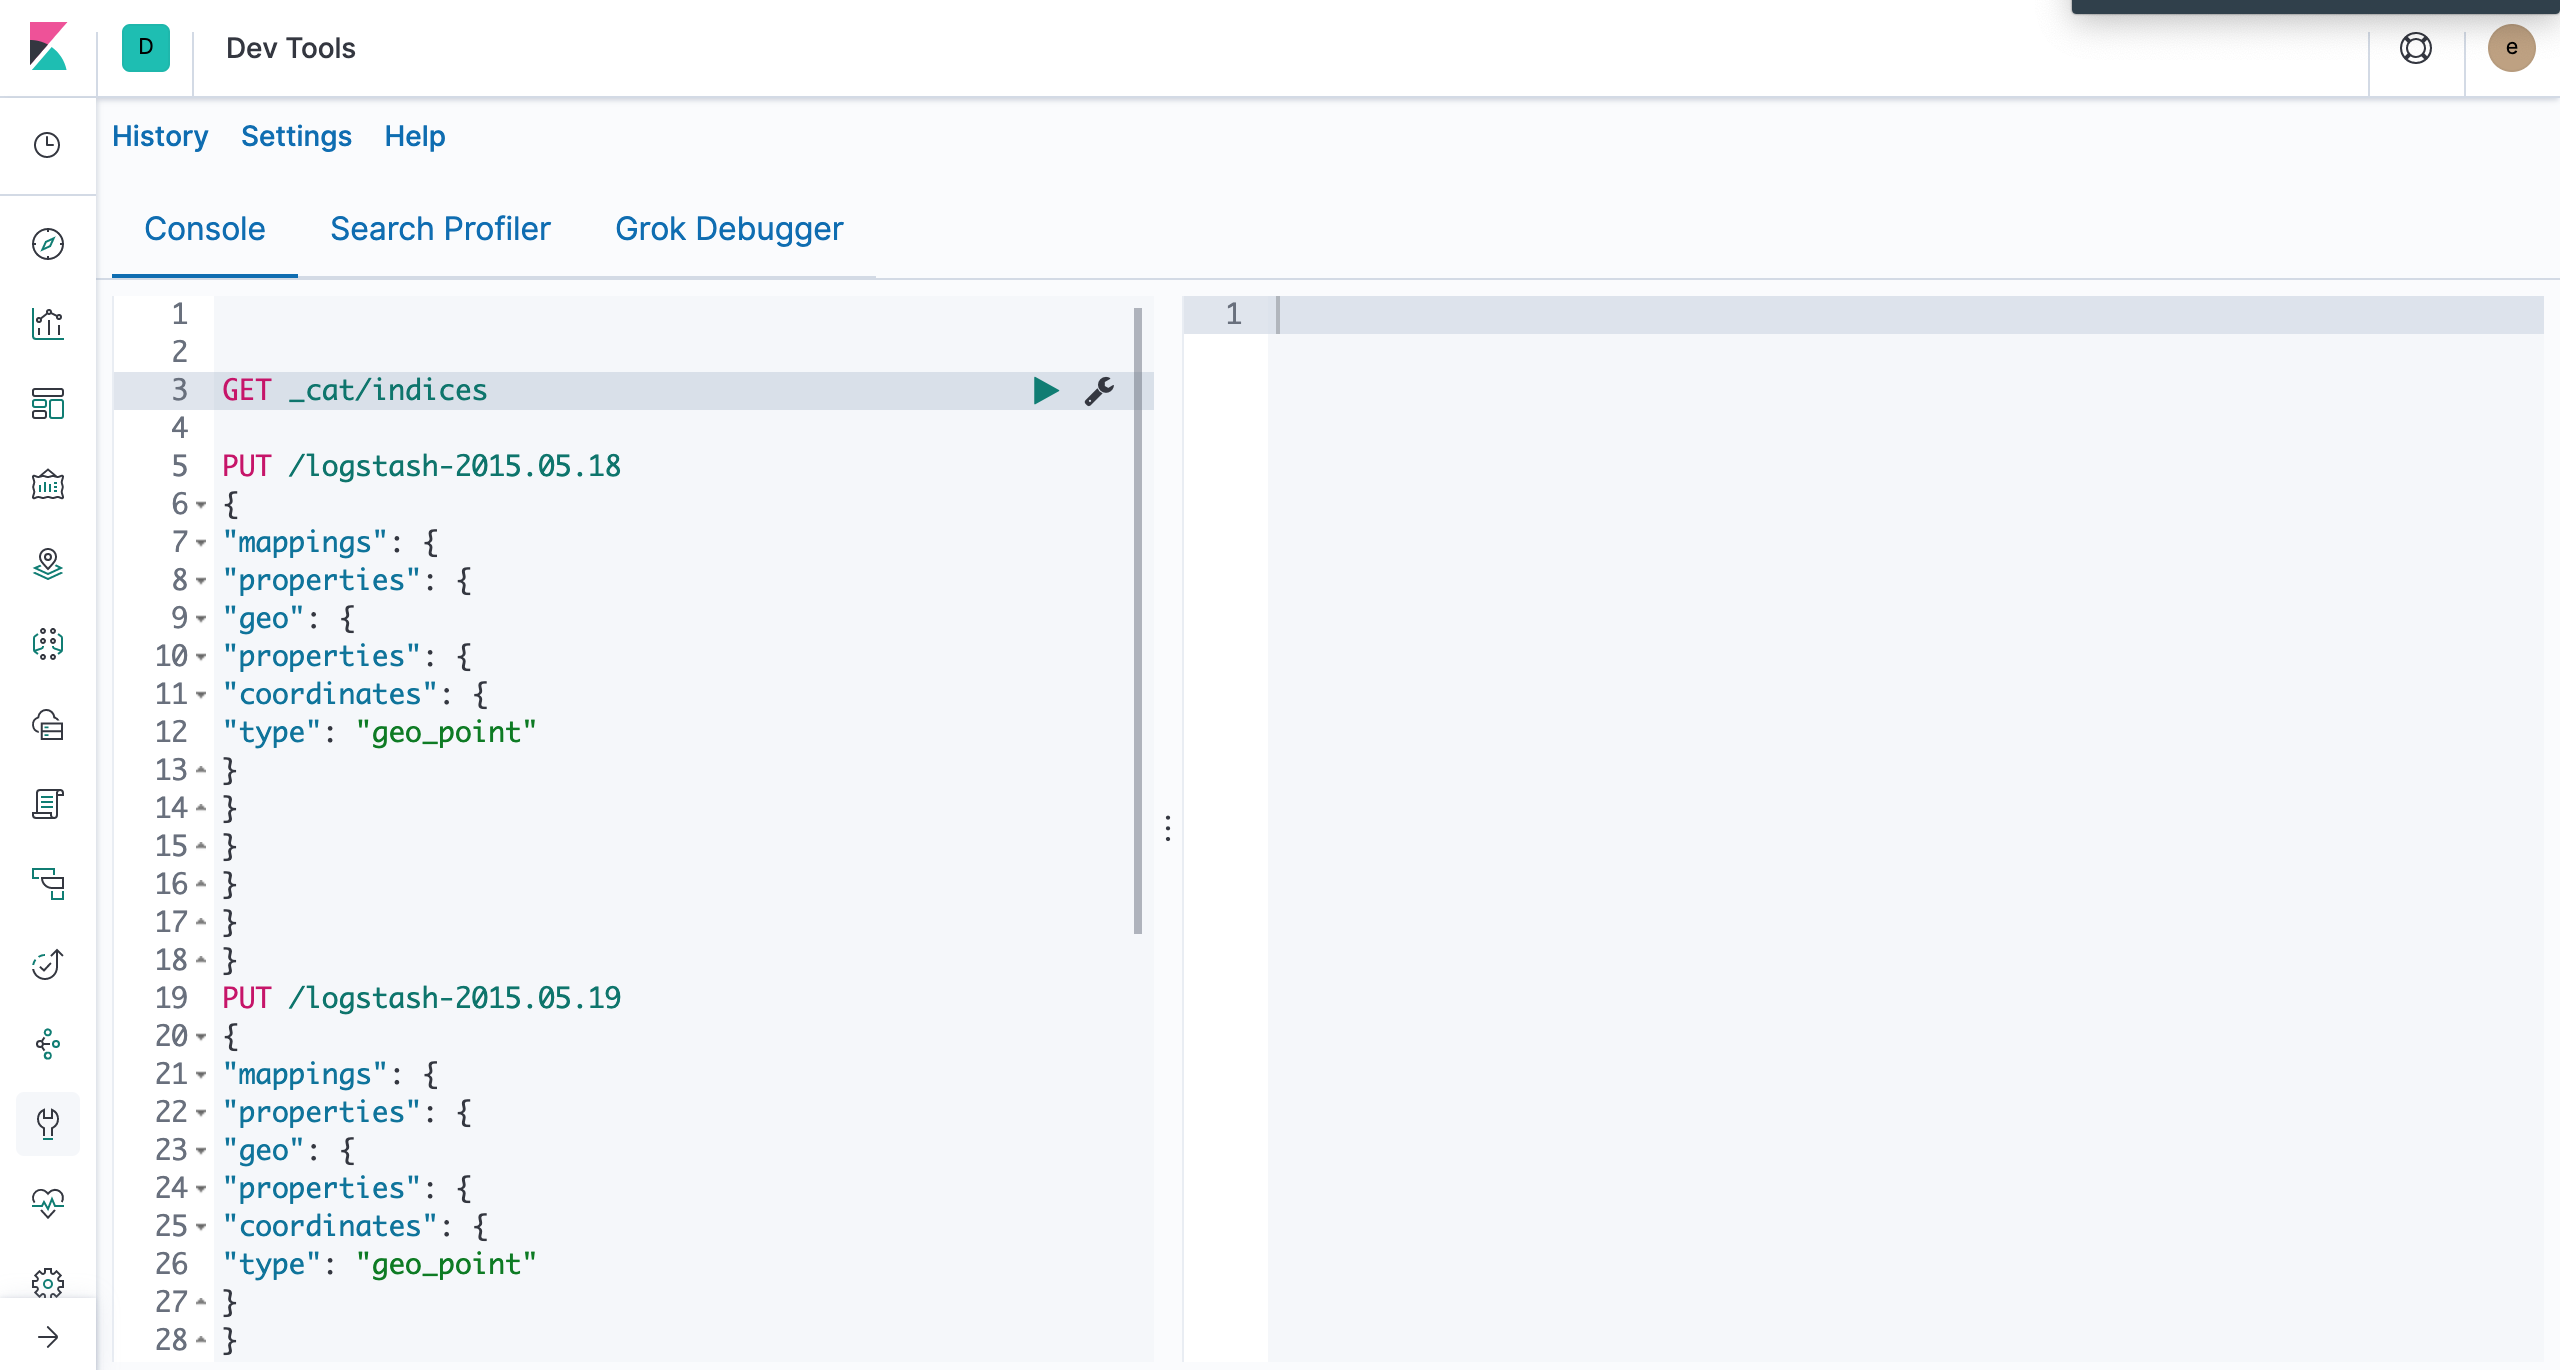 D
Dev Tools
e
History Settings Help
Console Search Profiler Grok Debugger
1
2
3 GET _cat/indices
4
5 PUT /logstash-2015.05.18
6 {
7 "mappings": {
8 "properties": {
9 "geo": {
10 "properties": {
11 "coordinates": {
12 "type": "geo_point"
13 }
14 }
15 }
16 }
17 }
18 }
19 PUT /logstash-2015.05.19
20 {
21 "mappings": {
22 "properties": {
23 "geo": {
24 "properties": {
25 "coordinates": {
26 "type": "geo_point"
27 }
28 }
1